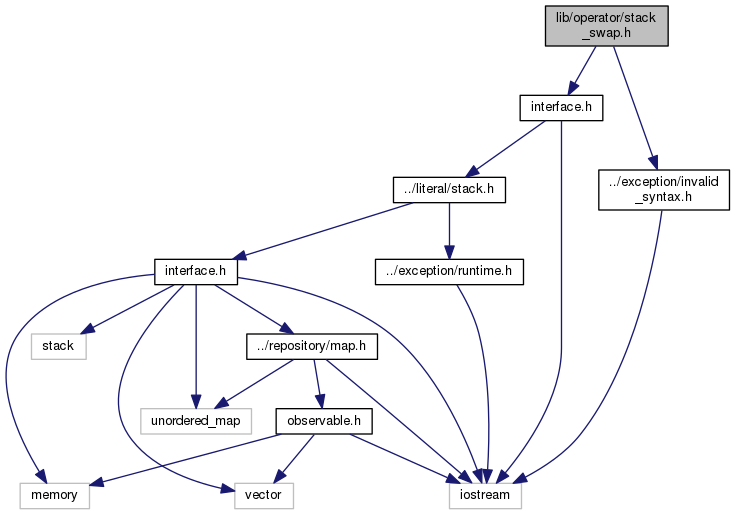 lib/operator/stack
_swap.h
interface.h
../exception/invalid
_syntax.h
../literal/stack.h
interface.h
../exception/runtime.h
stack
../repository/map.h
unordered_map
observable.h
memory
vector
iostream